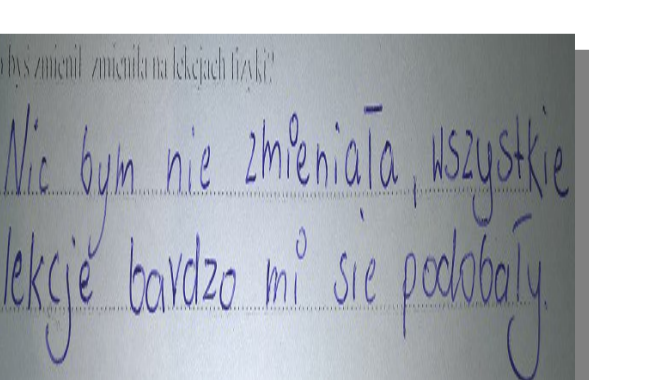 byś zmienił zmieniła na lekcjach fizyki?
Nic bym nie zmieniała, wszystkie
lekcje bardzo mi sie podobały.